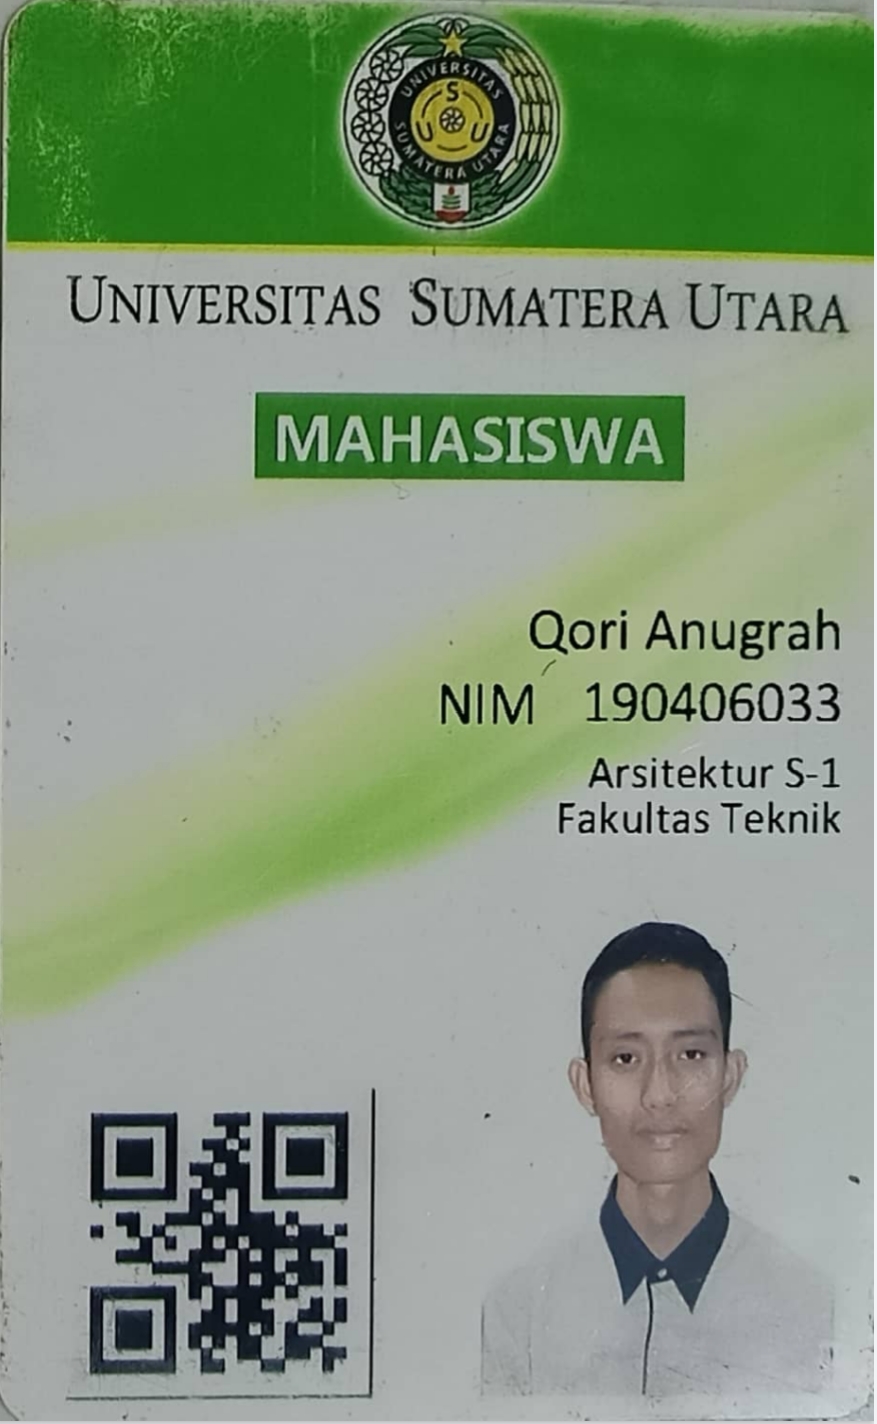 UNIVERSITAS
S
U U
SUMATERA UTARA
UNIVERSITAS SUMATERA UTARA
MAHASISWA
Qori Anugrah
NIM 190406033
Arsitektur S-1
Fakultas Teknik